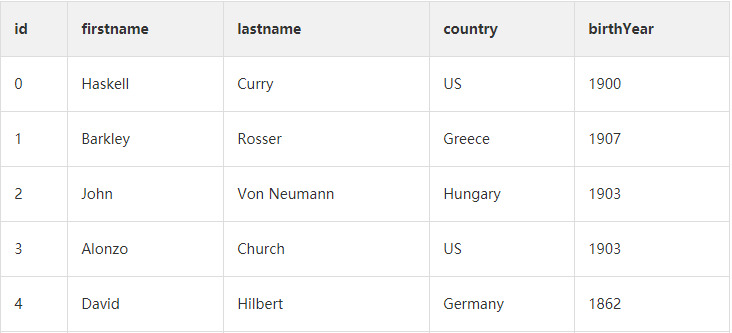 id firstname lastname country birthYear
0 Haskell Curry US 1900
1 Barkley Rosser Greece 1907
2 John Von Neumann Hungary 1903
3 Alonzo Church US 1903
4 David Hilbert Germany 1862